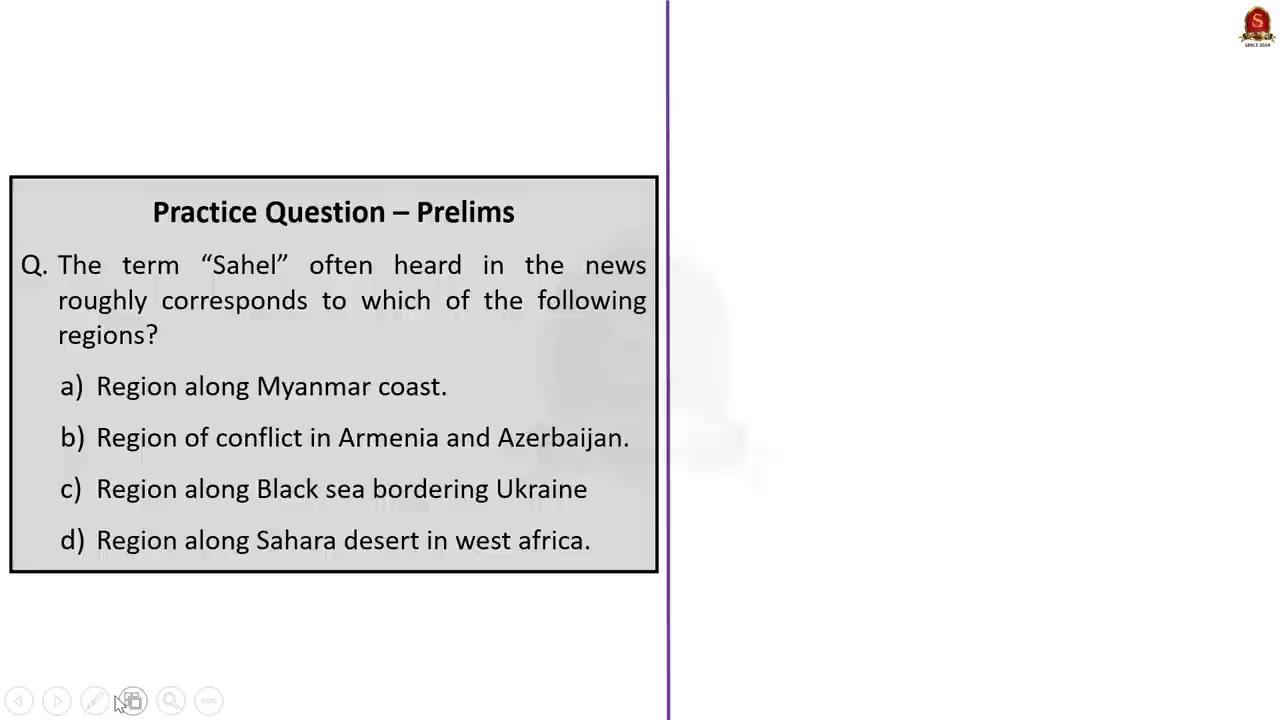 Practice Question – Prelims
Q. The term “Sahel” often heard in the news
roughly corresponds to which of the following
regions?
a) Region along Myanmar coast.
b) Region of conflict in Armenia and Azerbaijan.
c) Region along Black sea bordering Ukraine
d) Region along Sahara desert in west africa.
S